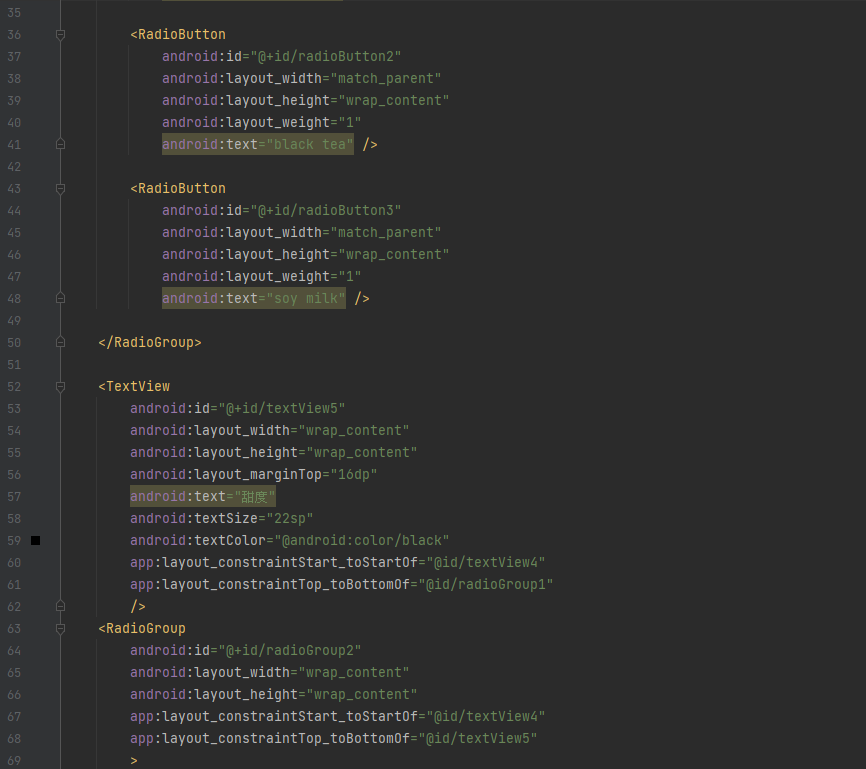 35
36 <RadioButton
37 android:id="@+id/radioButton2"
38 android:layout_width="match_parent"
39 android:layout_height="wrap_content"
40 android:layout_weight="1"
41 android:text="black tea" />
42
43 <RadioButton
44 android:id="@+id/radioButton3"
45 android:layout_width="match_parent"
46 android:layout_height="wrap_content"
47 android:layout_weight="1"
48 android:text="soy milk" />
49
50 </RadioGroup>
51
52 <TextView
53 android:id="@+id/textView5"
54 android:layout_width="wrap_content"
55 android:layout_height="wrap_content"
56 android:layout_marginTop="16dp"
57 android:text="甜度"
58 android:textSize="22sp"
59 android:textColor="@android:color/black"
60 app:layout_constraintStart_toStartOf="@id/textView4"
61 app:layout_constraintTop_toBottomOf="@id/radioGroup1"
62 />
63 <RadioGroup
64 android:id="@+id/radioGroup2"
65 android:layout_width="wrap_content"
66 android:layout_height="wrap_content"
67 app:layout_constraintStart_toStartOf="@id/textView4"
68 app:layout_constraintTop_toBottomOf="@id/textView5"
69 >